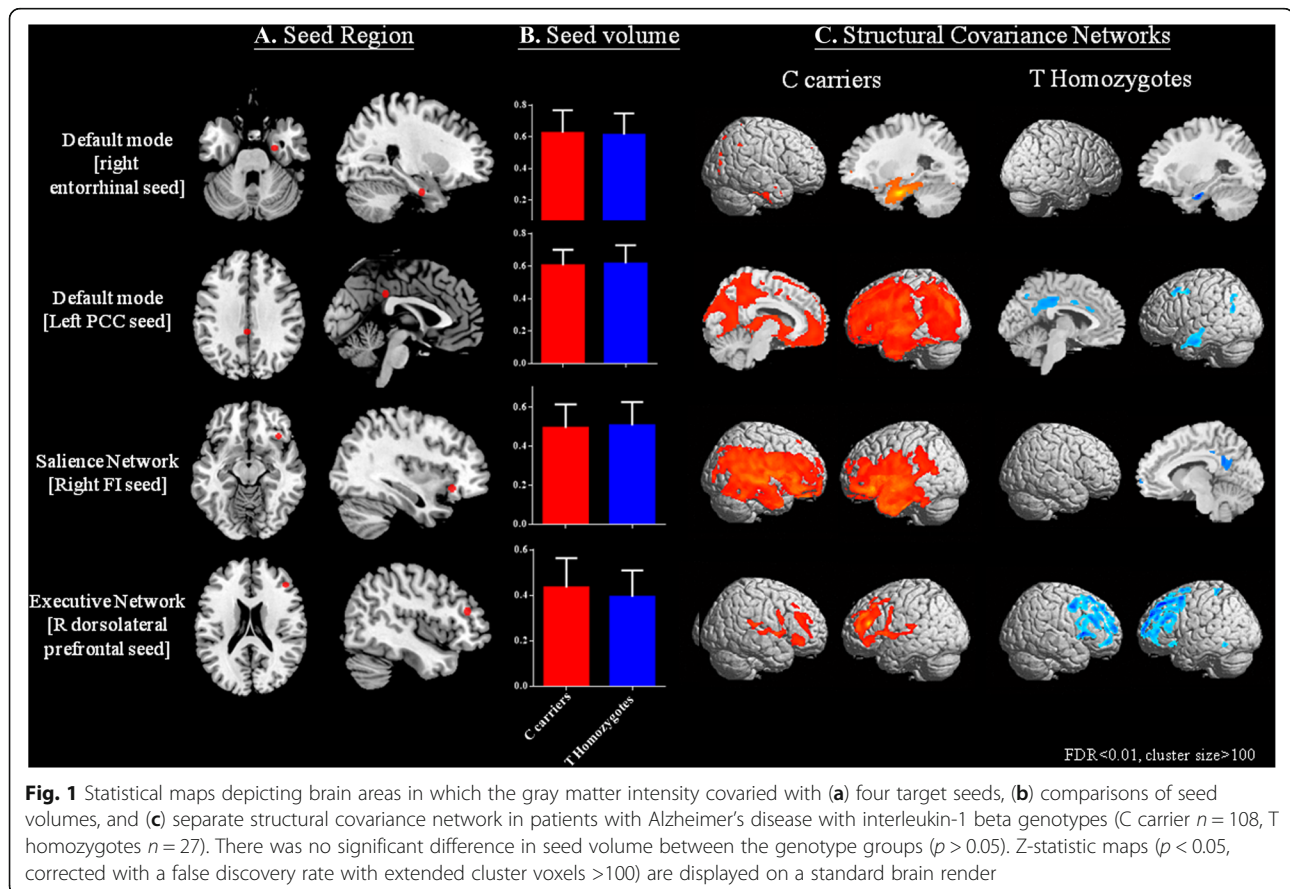 A. Seed Region
B. Seed volume
C. Structural Covariance Networks
C carriers
T Homozygotes
Default mode
[right
entorrhinal seed]
0.8
0.6
0.4
0.2
Default mode
[Left PCC seed]
0.6
0.4
0.2
0.0
Salience Network
[Right FI seed]
0.6
0.4
0.2
0.0
Executive Network
[R dorsolateral
prefrontal seed]
0.6
0.4
0.2
0.0
C carriers
T Homozygotes
FDR<0.01, cluster size>100
Fig. 1 Statistical maps depicting brain areas in which the gray matter intensity covaried with (a) four target seeds, (b) comparisons of seed
volumes, and (c) separate structural covariance network in patients with Alzheimer's disease with interleukin-1 beta genotypes (C carrier n = 108, T
homozygotes n = 27). There was no significant difference in seed volume between the genotype groups (p > 0.05). Z-statistic maps (p < 0.05,
corrected with a false discovery rate with extended cluster voxels >100) are displayed on a standard brain render